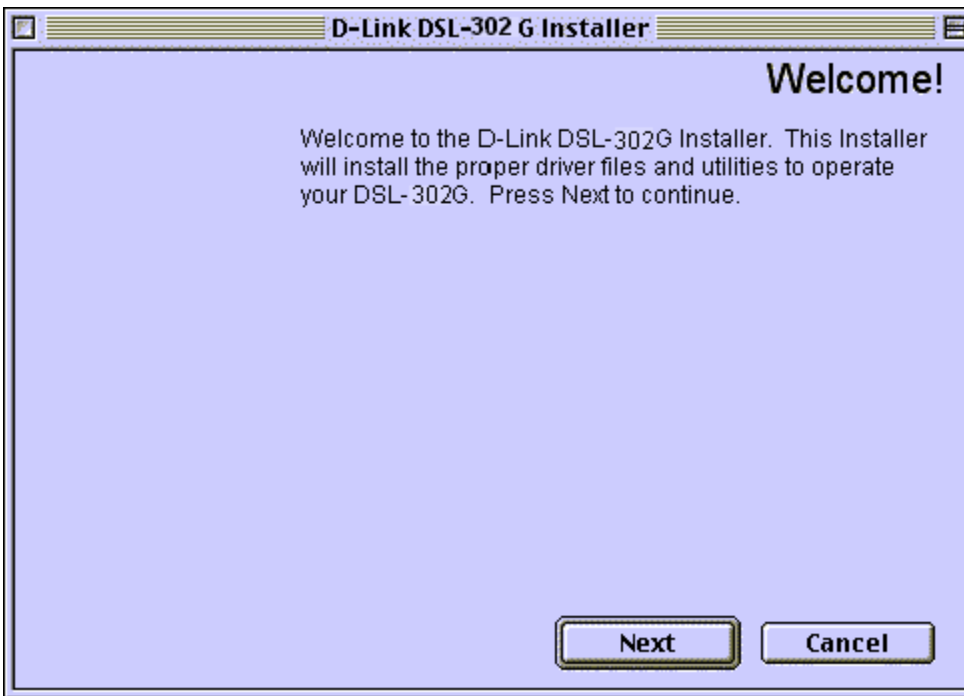 D-Link DSL-302 G Installer
Welcome!
Welcome to the D-Link DSL-302G Installer.  This Installer
will install the proper driver files and utilities to operate
your DSL-302G.  Press Next to continue.
Next
Cancel